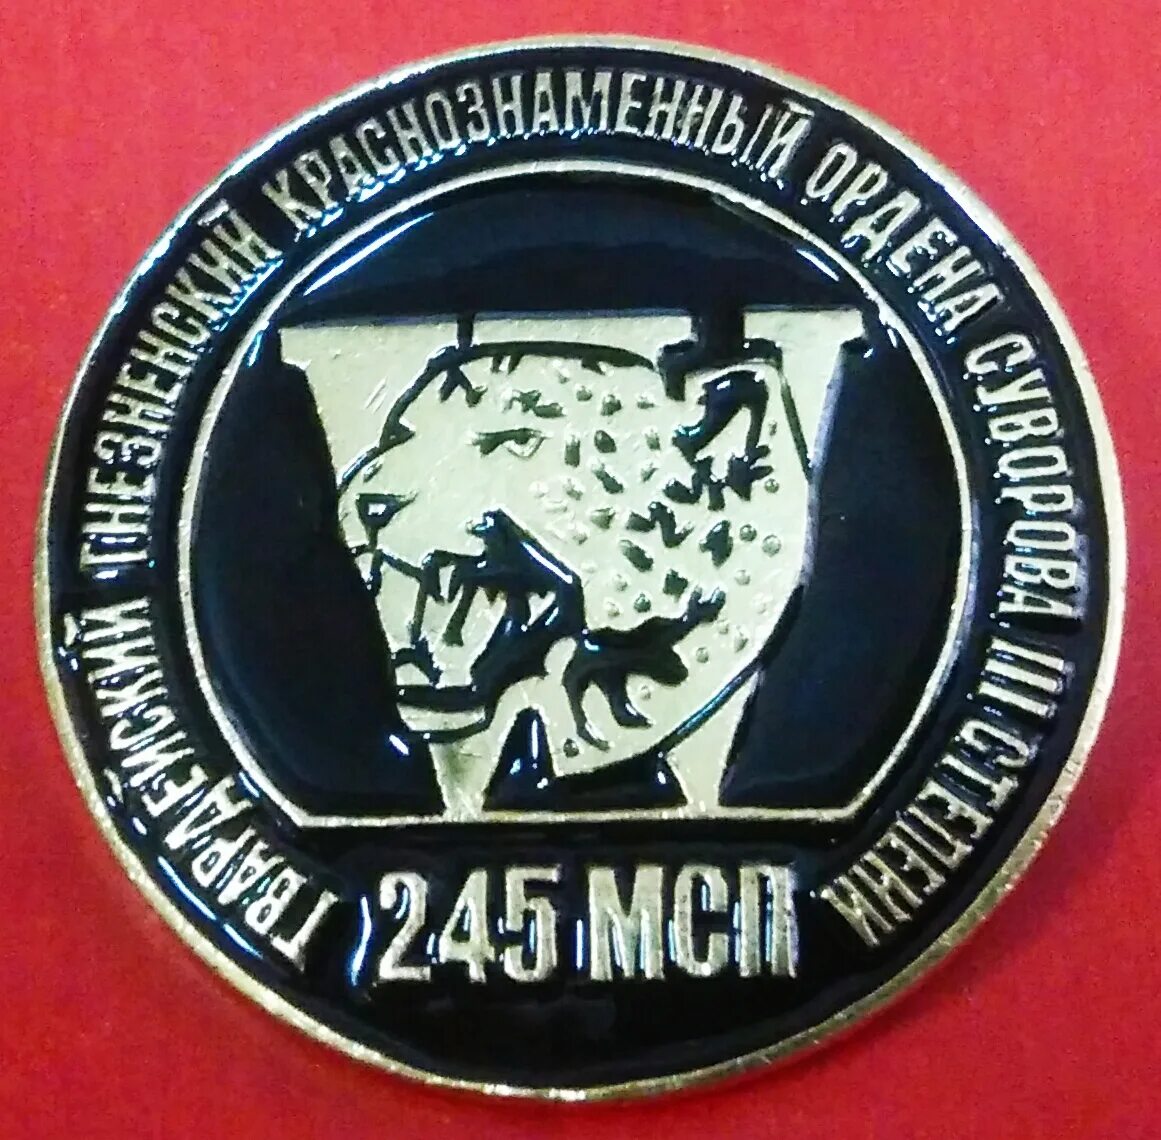 ГВАРДЕЙСКИЙ ГНЕЗНЕНСКИЙ КРАСНОЗНАМЕННЫЙ ОРДЕНА СУВОРОВА III СТЕПЕНИ
245 МСП